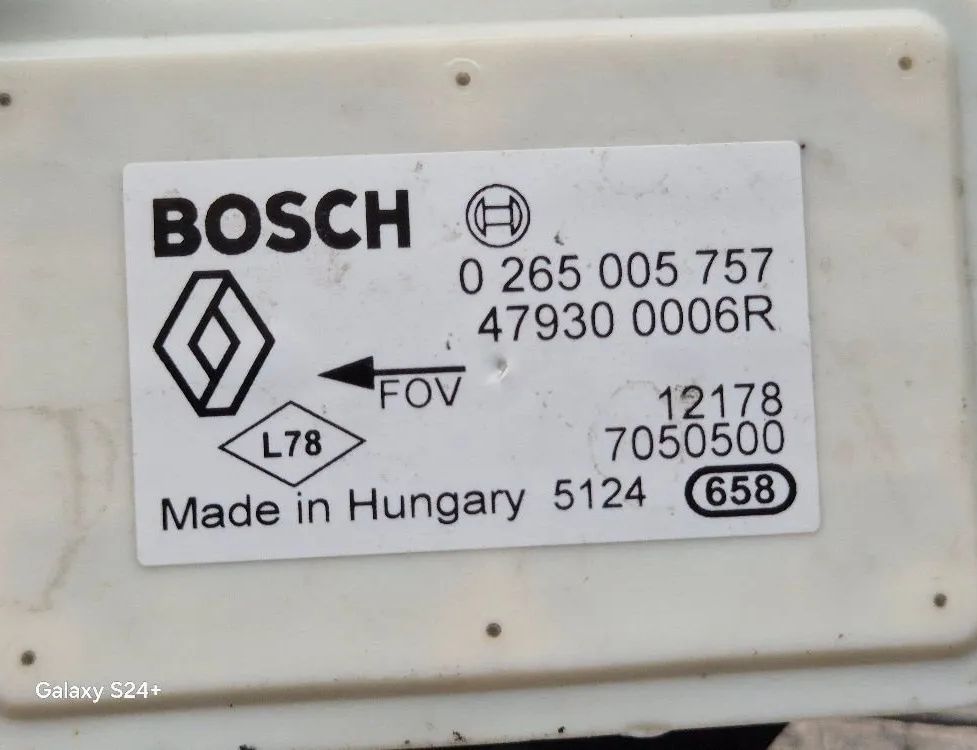 BOSCH
0 265 005 757
47930 0006R
FOV
12178
L78
7050500
Made in Hungary 5124 658
Galaxy S24+